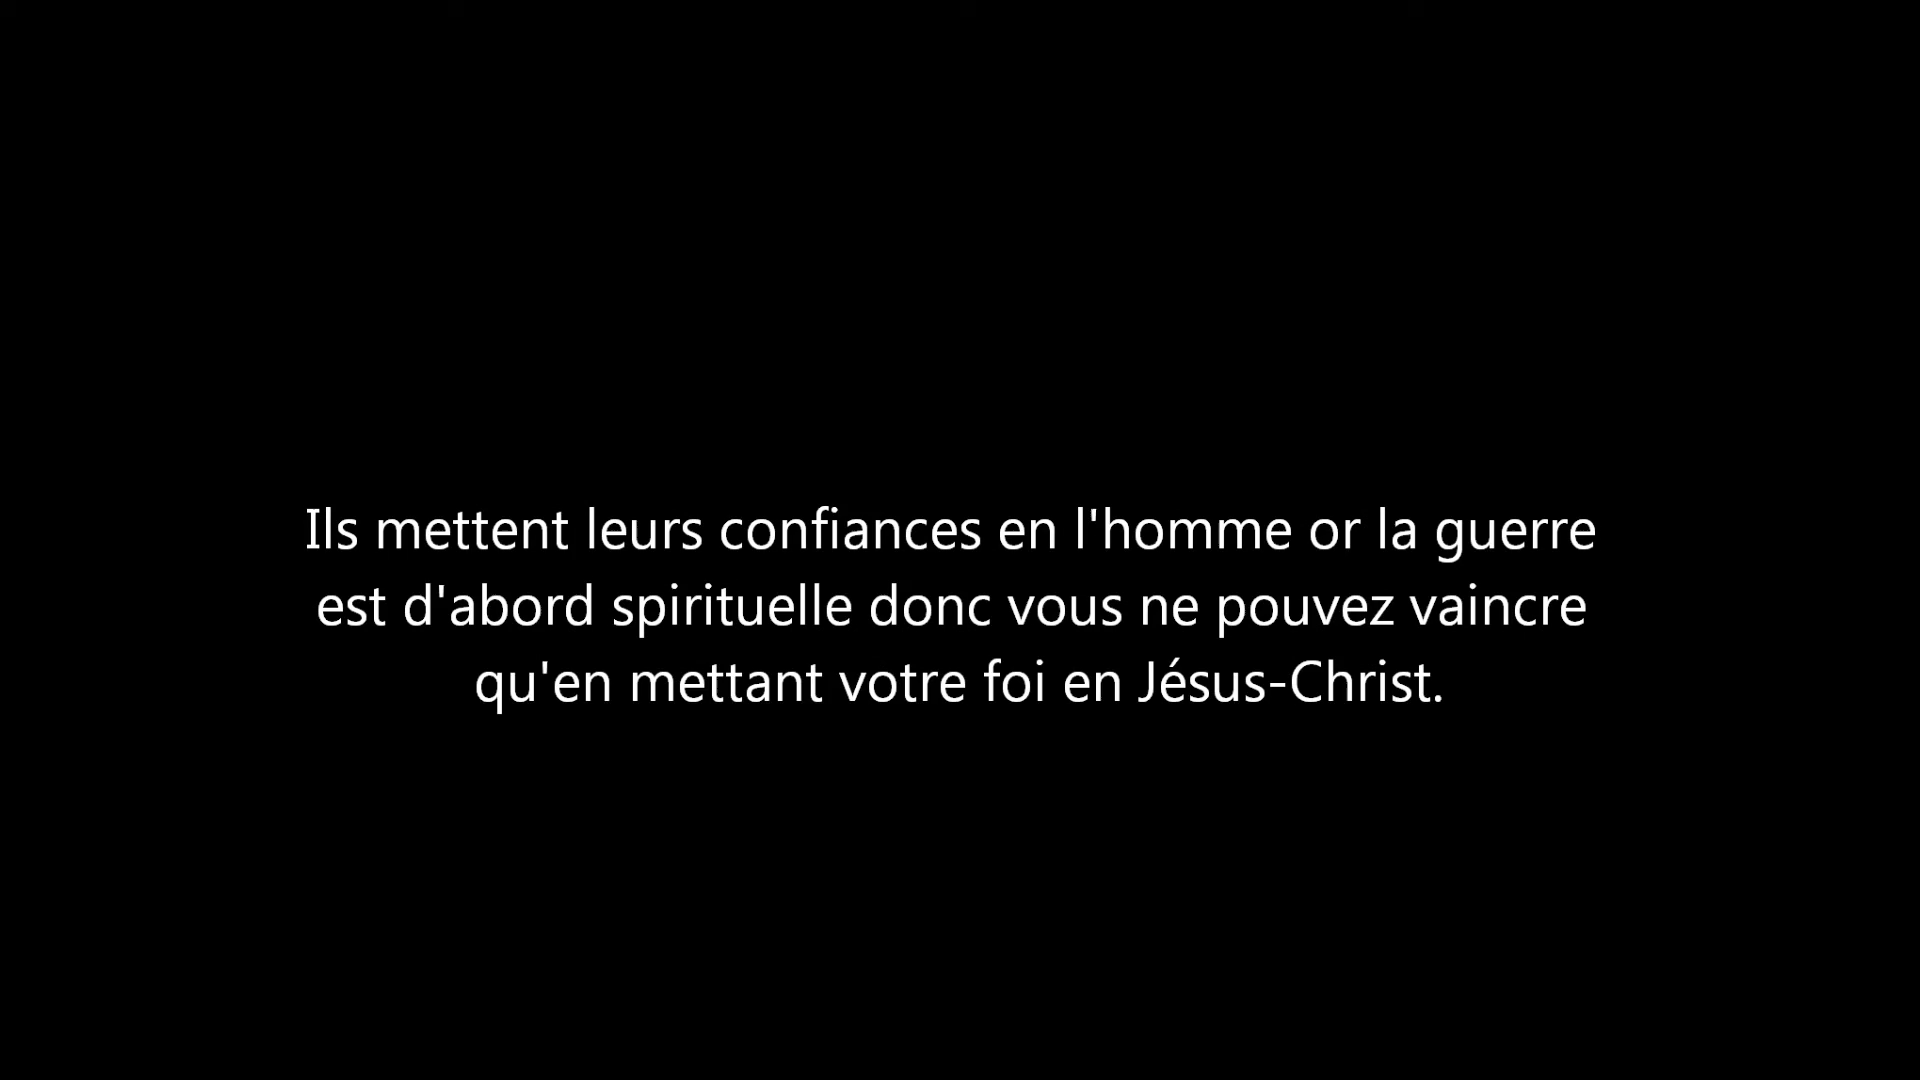 Ils mettent leurs confiances en l'homme or la guerre
est d'abord spirituelle donc vous ne pouvez vaincre
qu'en mettant votre foi en Jésus-Christ.